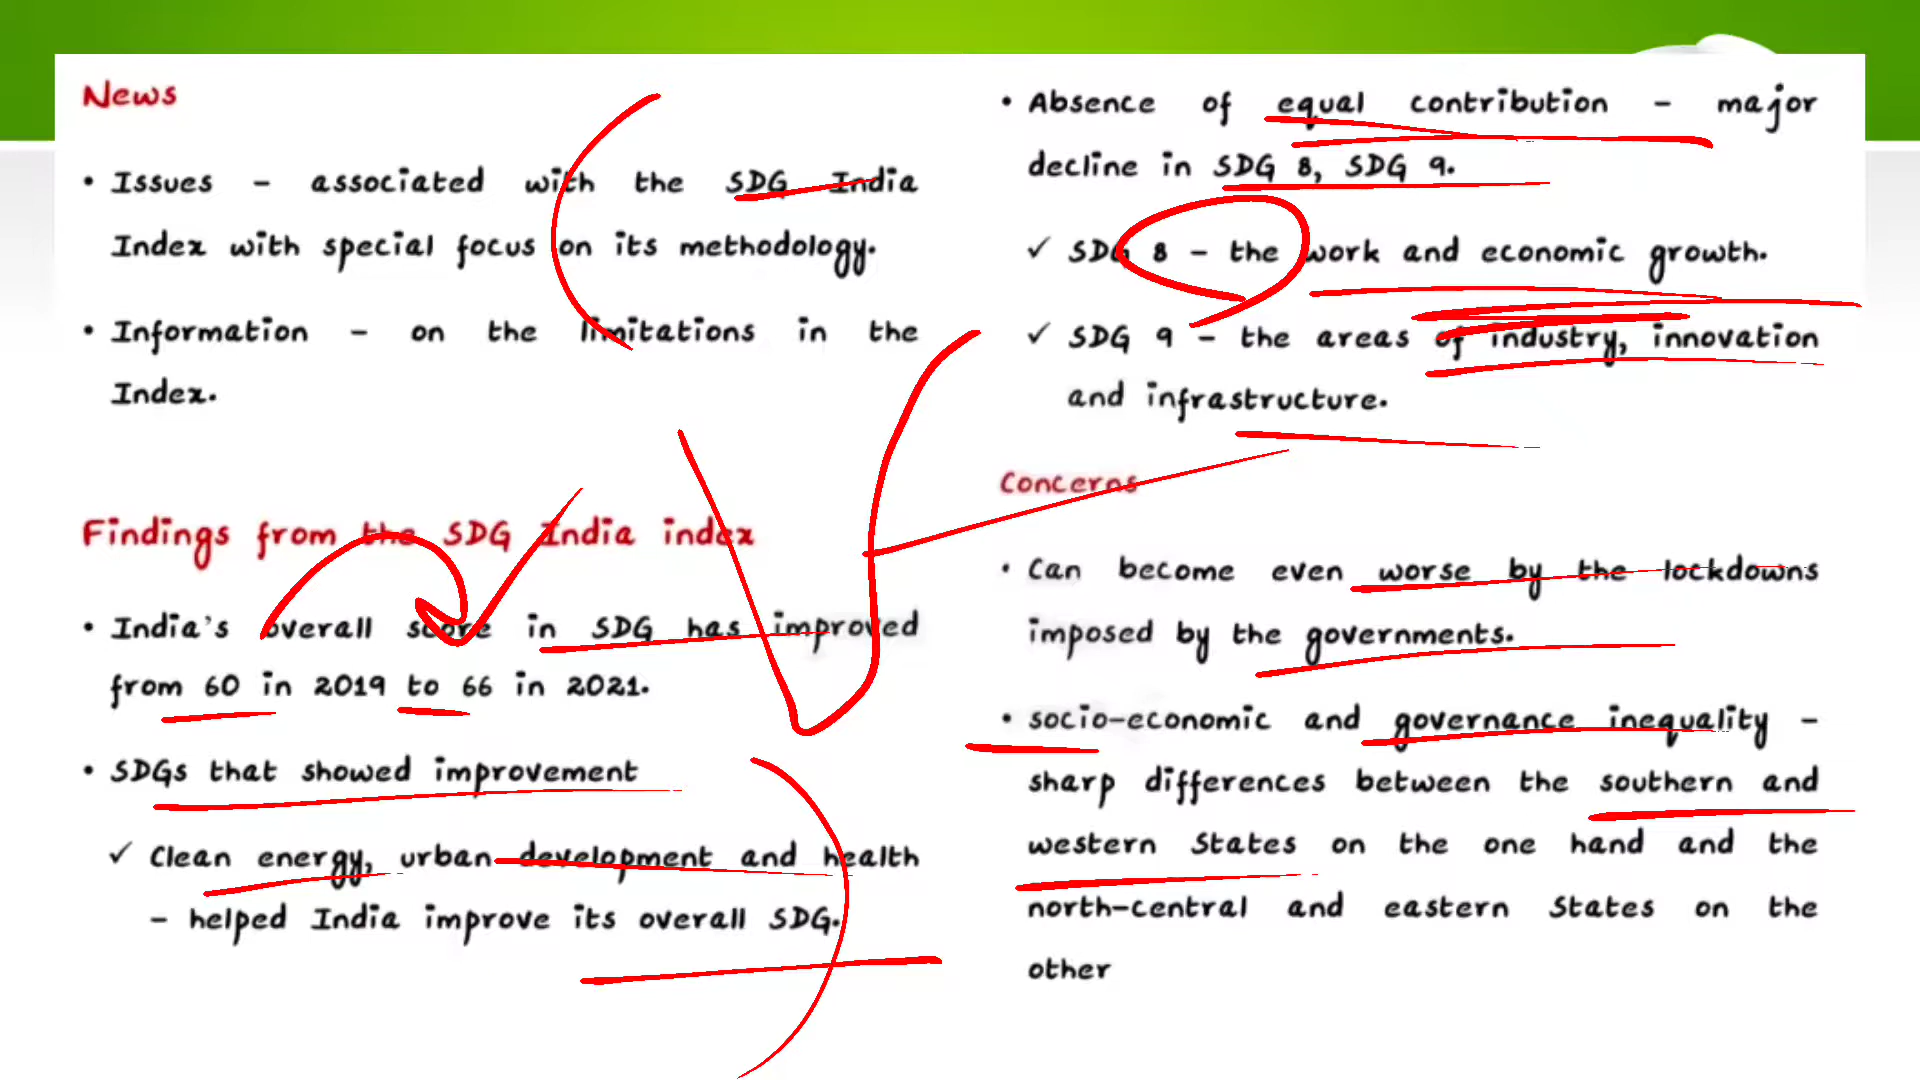 News
• Issues – associated with the SDG India
Index with special focus on its methodology.
• Information – on the limitations in the
Index.
Findings from the SDG India index
• India's overall score in SDG has improved
from 60 in 2019 to 66 in 2021.
• SDGs that showed improvement
✓ Clean energy, urban development and health
– helped India improve its overall SDG.
• Absence of equal contribution – major
decline in SDG 8, SDG 9.
✓ SDG 8 – the work and economic growth.
✓ SDG 9 – the areas of industry, innovation
and infrastructure.
Concerns
• Can become even worse by the lockdowns
imposed by the governments.
• socio-economic and governance inequality –
sharp differences between the southern and
western States on the one hand and the
north-central and eastern States on the
other